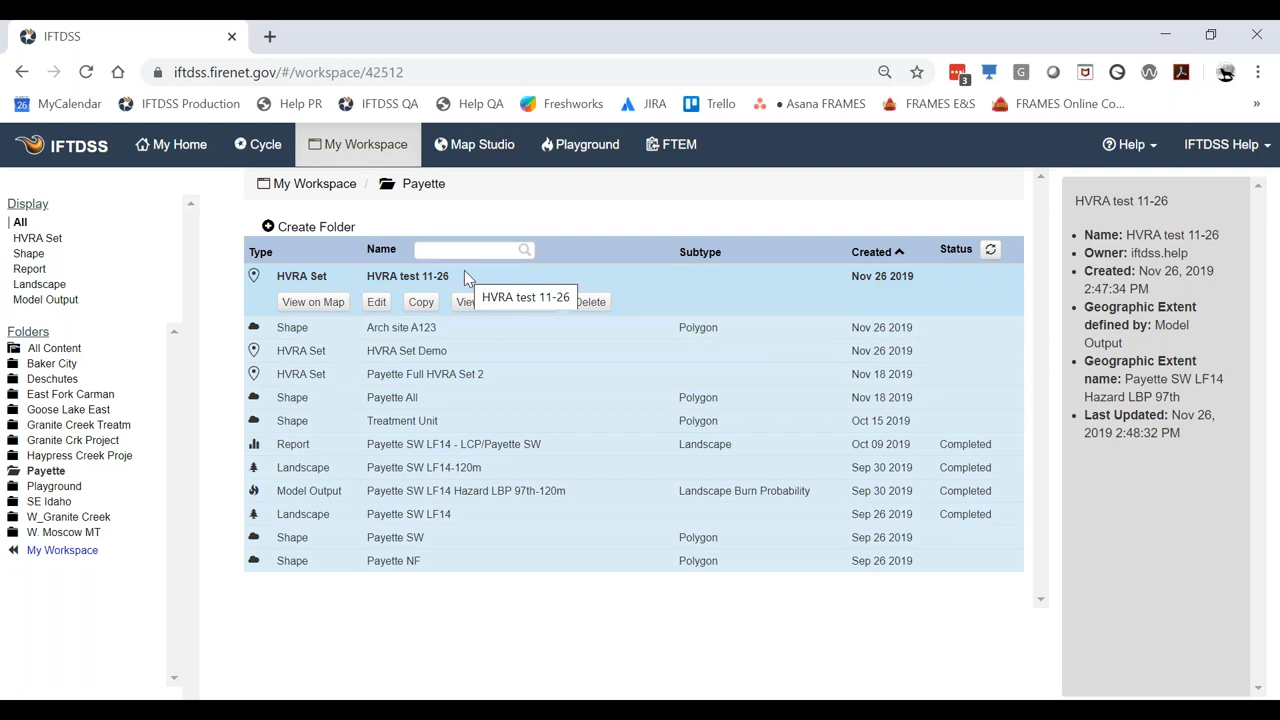 IFTDSS
iftdss.firenet.gov/#/workspace/42512
3
G
26 MyCalendar IFTDSS Production Help PR IFTDSS QA Help QA Freshworks JIRA Trello • Asana FRAMES FRAMES E&S FRAMES Online Co... »
IFTDSS My Home Cycle My Workspace Map Studio Playground FTEM Help IFTDSS Help
My Workspace / Payette
Display
All
HVRA Set
Shape
Report
Landscape
Model Output
Folders
All Content
Baker City
Deschutes
East Fork Carman
Goose Lake East
Granite Creek Treatm
Granite Crk Project
Haypress Creek Proje
Payette
Playground
SE Idaho
W_Granite Creek
W. Moscow MT
My Workspace
Create Folder
Type Name Subtype Created Status
HVRA Set HVRA test 11-26 Nov 26 2019
View on Map Edit Copy HVRA test 11-26
Shape Arch site A123 Polygon Nov 26 2019
HVRA Set HVRA Set Demo Nov 26 2019
HVRA Set Payette Full HVRA Set 2 Nov 18 2019
Shape Payette All Polygon Nov 18 2019
Shape Treatment Unit Polygon Oct 15 2019
Report Payette SW LF14 - LCP/Payette SW Landscape Oct 09 2019 Completed
Landscape Payette SW LF14-120m Sep 30 2019 Completed
Model Output Payette SW LF14 Hazard LBP 97th-120m Landscape Burn Probability Sep 30 2019 Completed
Landscape Payette SW LF14 Sep 26 2019 Completed
Shape Payette SW Polygon Sep 26 2019
Shape Payette NF Polygon Sep 26 2019
HVRA test 11-26
• Name: HVRA test 11-26
• Owner: iftdss.help
• Created: Nov 26, 2019
2:47:34 PM
• Geographic Extent
defined by: Model
Output
• Geographic Extent
name: Payette SW LF14
Hazard LBP 97th
• Last Updated: Nov 26,
2019 2:48:32 PM